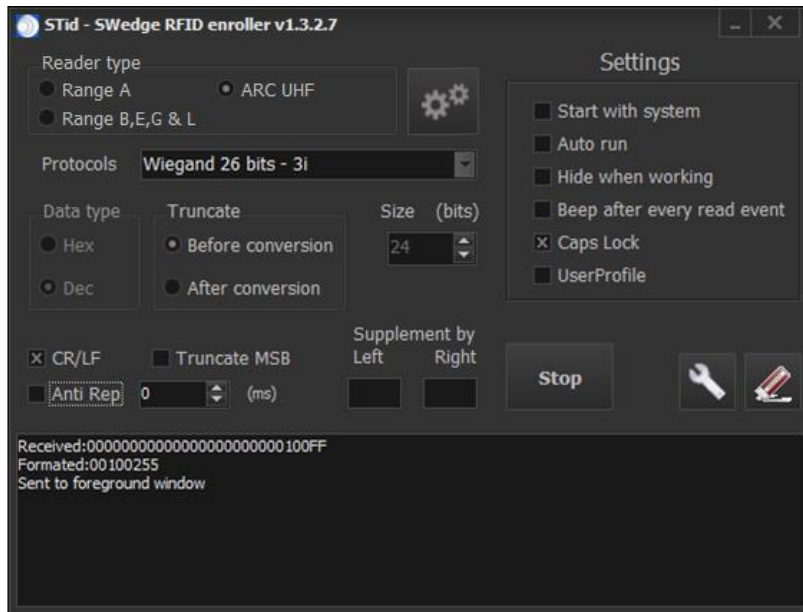 STid - SWedge RFID enroller v1.3.2.7
Reader type
Range A
ARC UHF
Range B,E,G & L
Protocols
Wiegand 26 bits - 3i
Data type
Hex
Dec
Truncate
Before conversion
After conversion
Size (bits)
24
Settings
Start with system
Auto run
Hide when working
Beep after every read event
Caps Lock
UserProfile
CR/LF
Truncate MSB
Anti Rep
0
(ms)
Supplement by
Left Right
Stop
Formated:00100255
Sent to foreground window